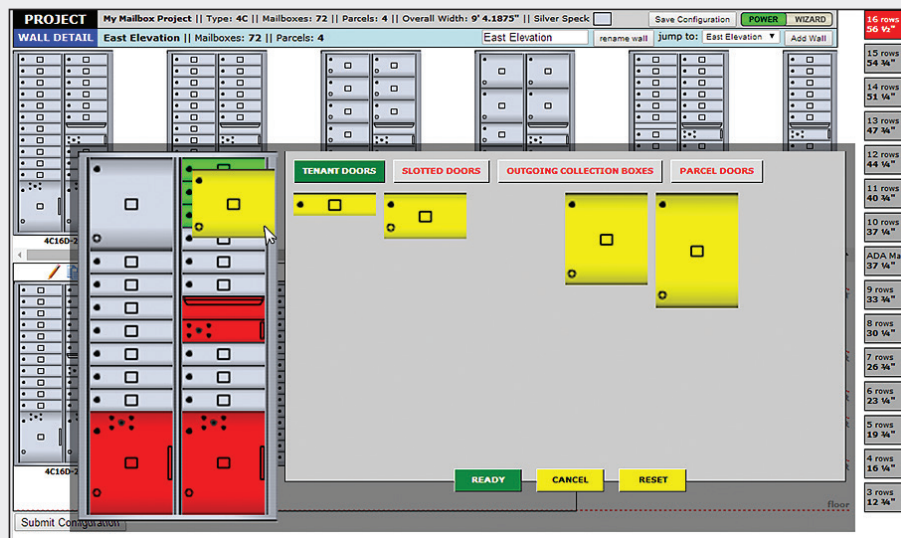 PROJECT My Mailbox Project || Type: 4C || Mailboxes: 72 || Parcels: 4 || Overall Width: 9' 4.1875" || Silver Speck Save Configuration POWER WIZARD
WALL DETAIL East Elevation || Mailboxes: 72 || Parcels: 4 East Elevation rename wall jump to: East Elevation Add Wall
16 rows
56 ½"
15 rows
54 ¾"
14 rows
51 ¼"
13 rows
47 ¾"
12 rows
44 ¼"
11 rows
40 ¾"
10 rows
37 ¼"
ADA Ma
37 ¼"
9 rows
33 ¾"
8 rows
30 ¼"
7 rows
26 ¾"
6 rows
23 ¼"
5 rows
19 ¾"
4 rows
16 ¼"
3 rows
12 ¾"
TENANT DOORS SLOTTED DOORS OUTGOING COLLECTION BOXES PARCEL DOORS
4C16D-2
4C16D-2
READY CANCEL RESET
floor
Submit Configuration